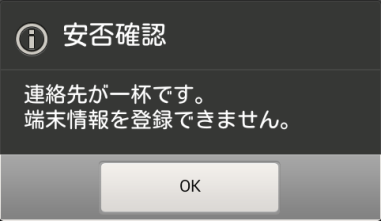 安否確認
連絡先が一杯です。
端末情報を登録できません。
OK